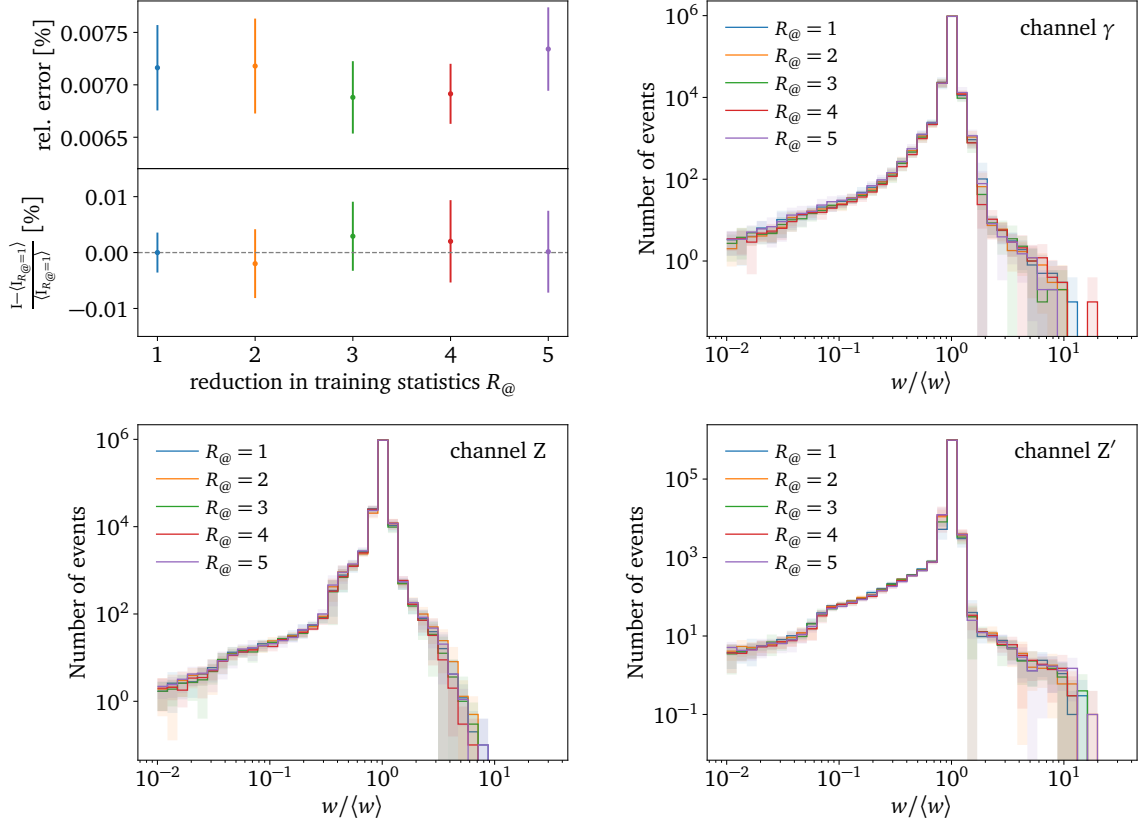 rel. error [%]
0.0075
0.0070
0.0065
I−⟨I_{R_@=1}⟩ / ⟨I_{R_@=1}⟩ [%]
0.01
0.00
−0.01
1 2 3 4 5
reduction in training statistics R_@
channel γ
R_@ = 1
R_@ = 2
R_@ = 3
R_@ = 4
R_@ = 5
Number of events
10^6
10^4
10^2
10^0
10^−2 10^−1 10^0 10^1
w/⟨w⟩
channel Z
R_@ = 1
R_@ = 2
R_@ = 3
R_@ = 4
R_@ = 5
Number of events
10^6
10^4
10^2
10^0
10^−2 10^−1 10^0 10^1
w/⟨w⟩
channel Z′
R_@ = 1
R_@ = 2
R_@ = 3
R_@ = 4
R_@ = 5
Number of events
10^5
10^3
10^1
10^−1
10^−2 10^−1 10^0 10^1
w/⟨w⟩